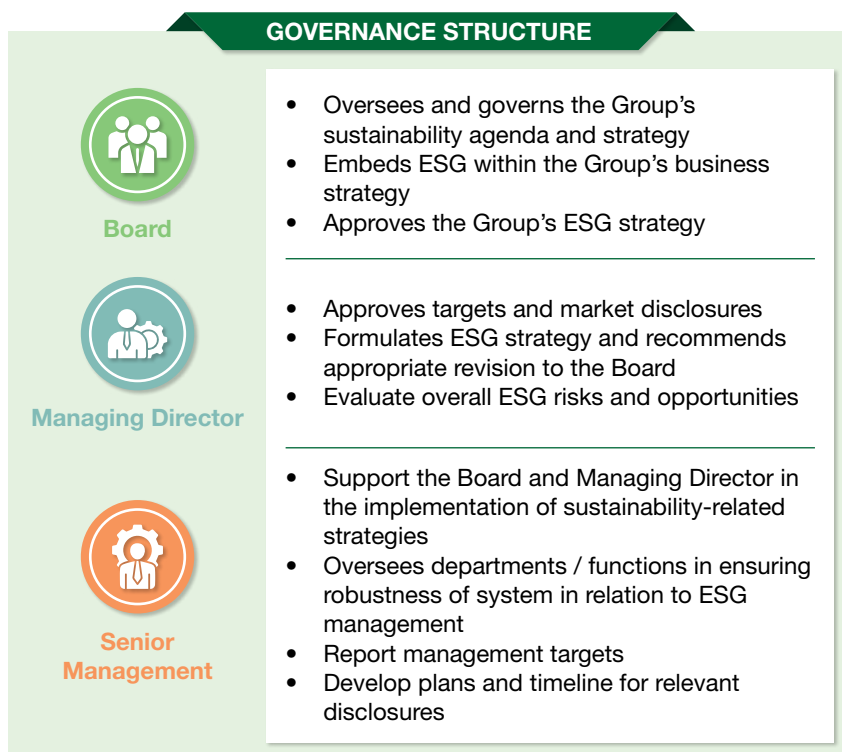 GOVERNANCE STRUCTURE
Board
• Oversees and governs the Group's
sustainability agenda and strategy
• Embeds ESG within the Group's business
strategy
• Approves the Group's ESG strategy
Managing Director
• Approves targets and market disclosures
• Formulates ESG strategy and recommends
appropriate revision to the Board
• Evaluate overall ESG risks and opportunities
Senior
Management
• Support the Board and Managing Director in
the implementation of sustainability-related
strategies
• Oversees departments / functions in ensuring
robustness of system in relation to ESG
management
• Report management targets
• Develop plans and timeline for relevant
disclosures